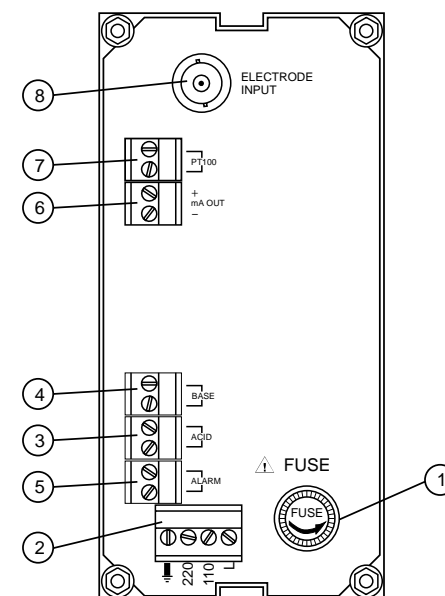 8
ELECTRODE
INPUT
7
PT100
6
+
mA OUT
−
4
BASE
3
ACID
5
ALARM
FUSE
1
FUSE
2
220
110
L